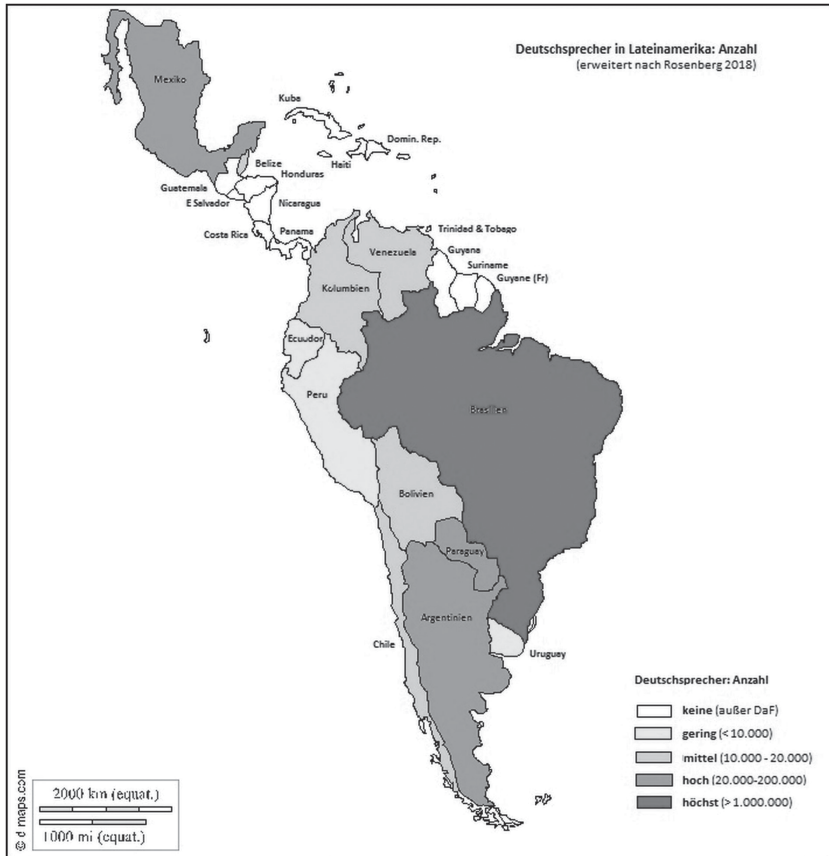 Deutschsprecher in Lateinamerika: Anzahl
(erweitert nach Rosenberg 2018)
Mexiko
Kuba
Domin. Rep.
Haiti
Belize
Honduras
Guatemala
E Salvador
Nicaragua
Costa Rica
Panama
Trinidad & Tobago
Venezuela
Guyana
Suriname
Guyane (Fr)
Kolumbien
Ecuador
Peru
Brasilien
Bolivien
Paraguay
Argentinien
Chile
Uruguay
Deutschsprecher: Anzahl
keine (außer DaF)
gering (< 10.000)
mittel (10.000 - 20.000)
hoch (20.000-200.000)
höchst (> 1.000.000)
2000 km (equat.)
1000 mi (equat.)
© d maps.com